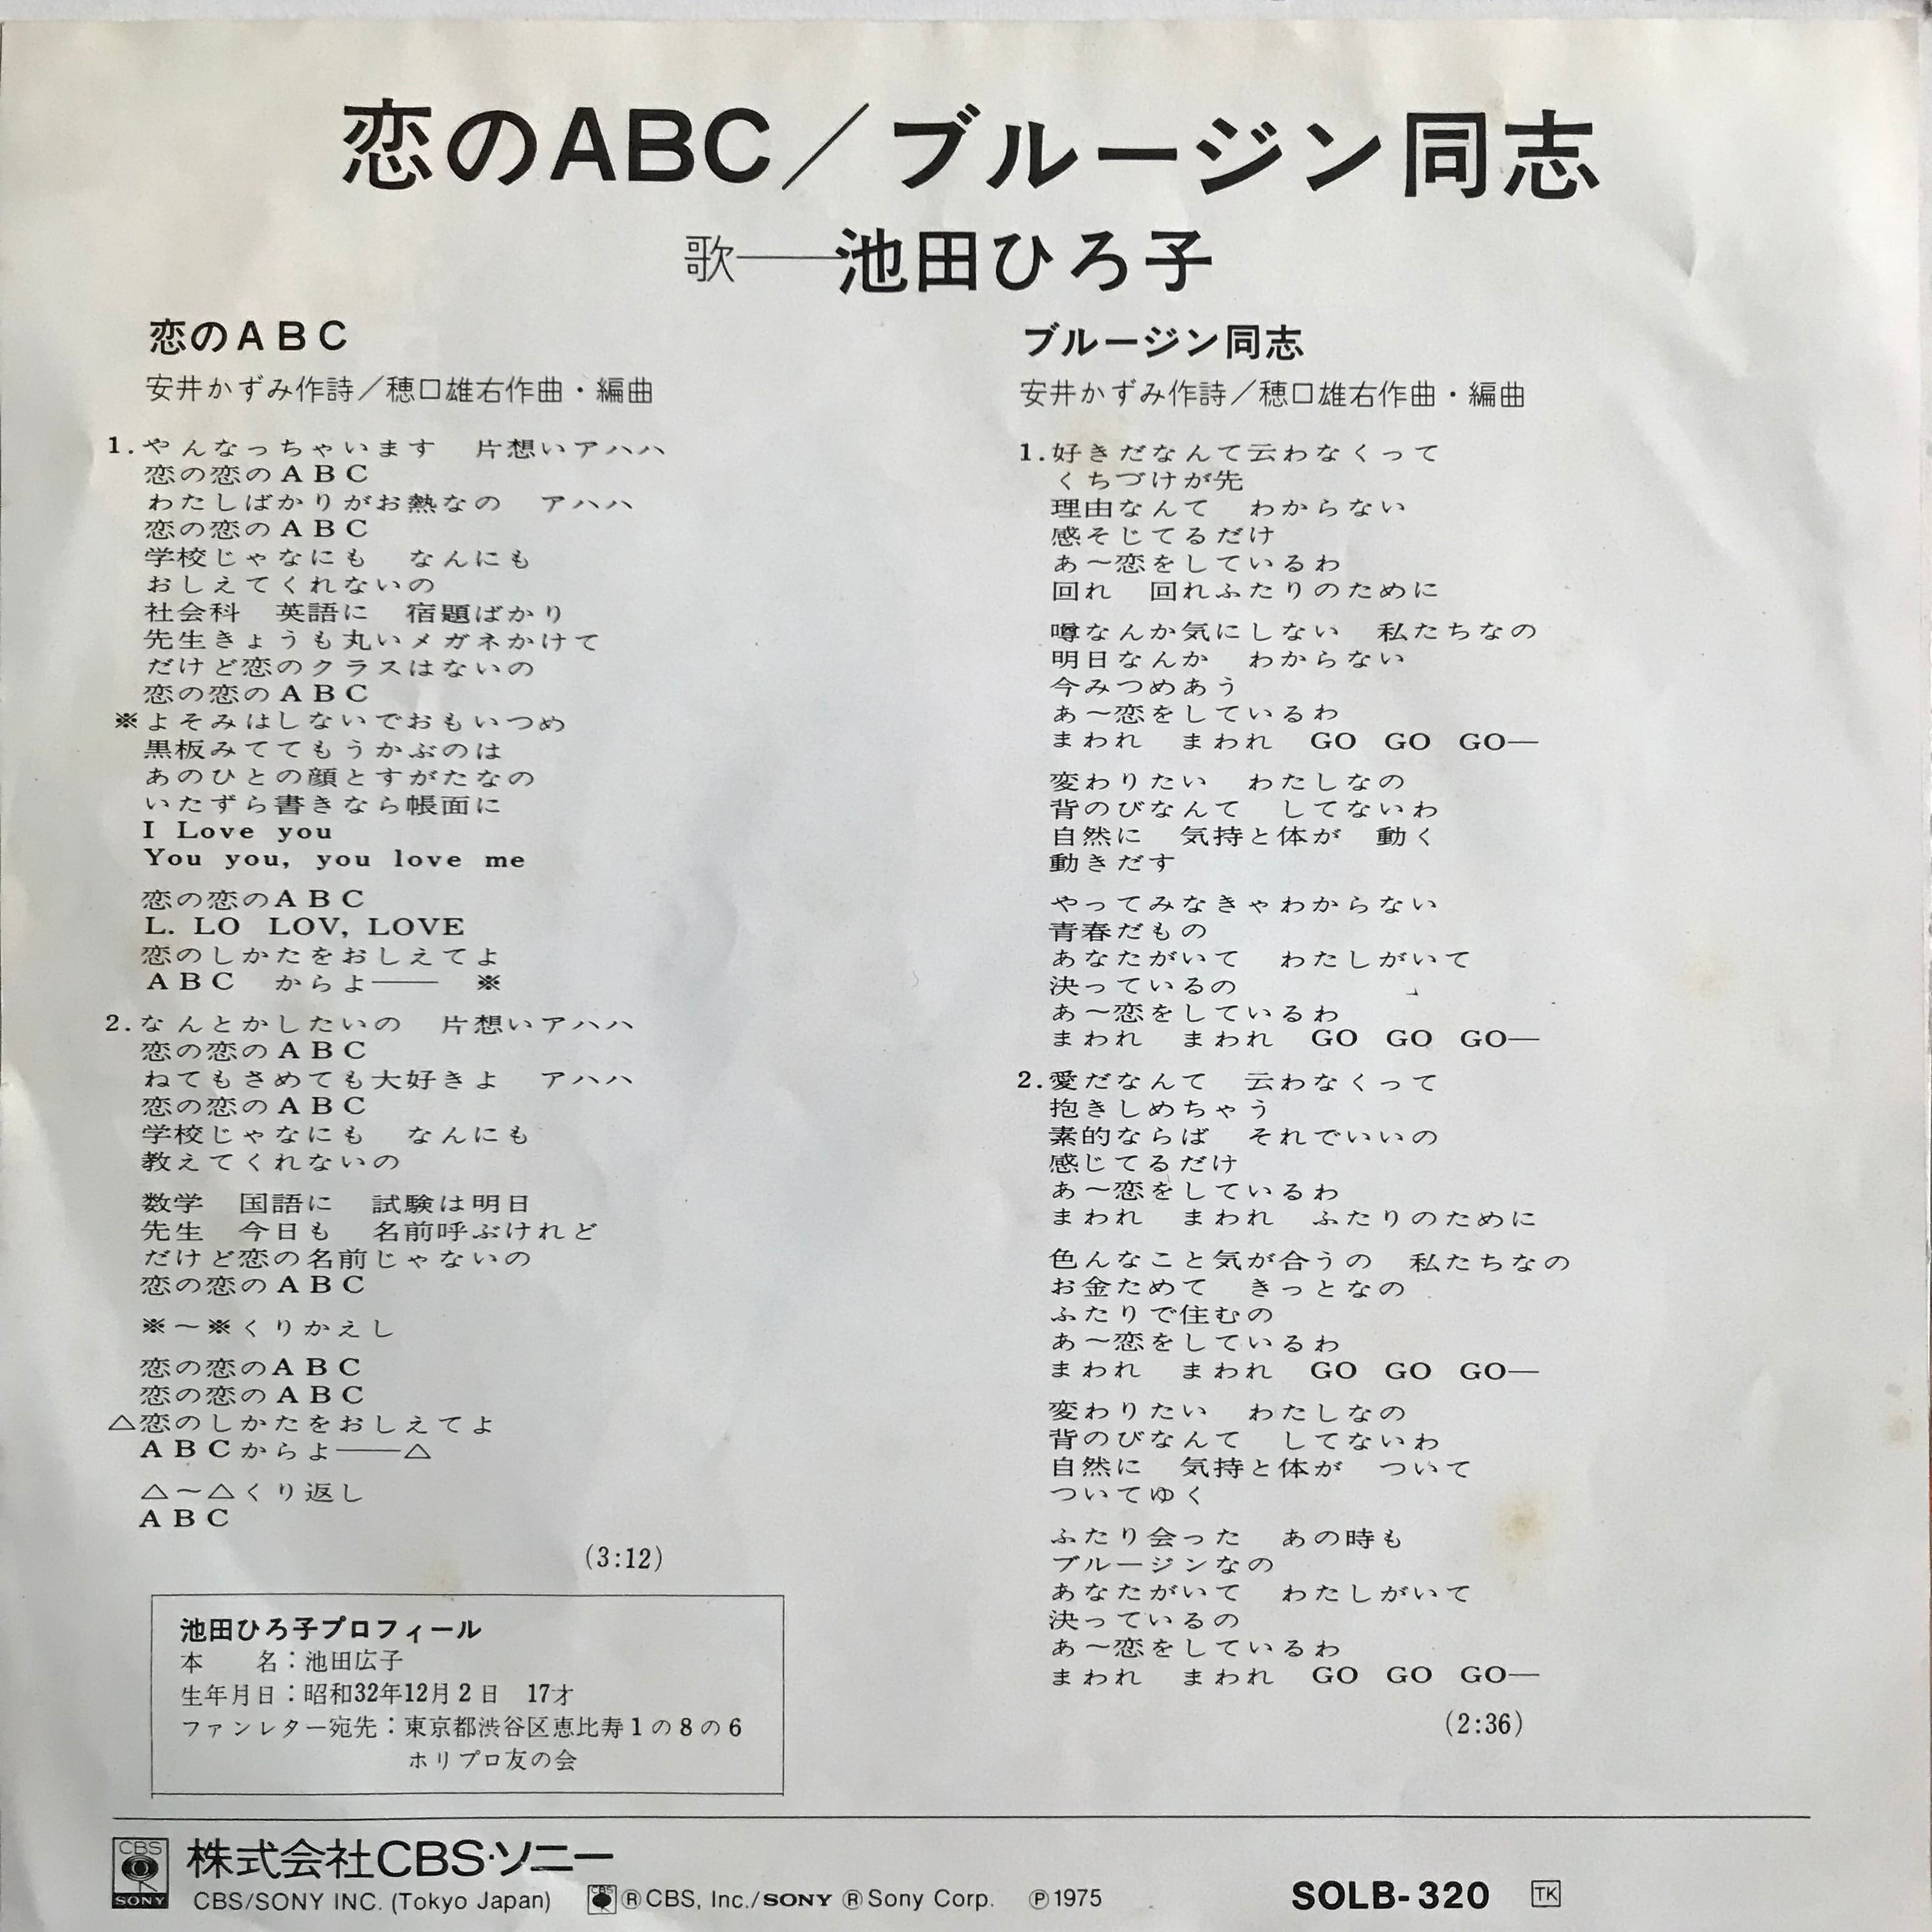 恋のABC／ブルージン同志
歌──池田ひろ子
恋のABC
安井かずみ作詩／穂口雄右作曲・編曲
1.やんなっちゃいます　片想いアハハ
恋の恋のABC
わたしばかりがお熱なの　アハハ
恋の恋のABC
学校じゃなにも　なんにも
おしえてくれないの
社会科　英語に　宿題ばかり
先生きょうも丸いメガネかけて
だけど恋のクラスはないの
恋の恋のABC
※よそみはしないでおもいつめ
黒板みててもうかぶのは
あのひとの顔とすがたなの
いたずら書きなら帳面に
I Love you
You you, you love me
恋の恋のABC
L. LO LOV, LOVE
恋のしかたをおしえてよ
ABC　からよ──　※
2.なんとかしたいの　片想いアハハ
恋の恋のABC
ねてもさめても大好きよ　アハハ
恋の恋のABC
学校じゃなにも　なんにも
教えてくれないの
数学　国語に　試験は明日
先生　今日も　名前呼ぶけれど
だけど恋の名前じゃないの
恋の恋のABC
※〜※くりかえし
恋の恋のABC
恋の恋のABC
△恋のしかたをおしえてよ
ABCからよ──△
△〜△くり返し
ABC
(3:12)
池田ひろ子プロフィール
本　　名：池田広子
生年月日：昭和32年12月2日　17才
ファンレター宛先：東京都渋谷区恵比寿1の8の6
ホリプロ友の会
ブルージン同志
安井かずみ作詩／穂口雄右作曲・編曲
1.好きだなんて云わなくって
くちづけが先
理由なんて　わからない
感そじてるだけ
あ〜恋をしているわ
回れ　回れふたりのために
噂なんか気にしない　私たちなの
明日なんか　わからない
今みつめあう
あ〜恋をしているわ
まわれ　まわれ　GO　GO　GO―
変わりたい　わたしなの
背のびなんて　してないわ
自然に　気持と体が　動く
動きだす
やってみなきゃわからない
青春だもの
あなたがいて　わたしがいて
決っているの
あ〜恋をしているわ
まわれ　まわれ　GO　GO　GO―
2.愛だなんて　云わなくって
抱きしめちゃう
素的ならば　それでいいの
感じてるだけ
あ〜恋をしているわ
まわれ　まわれ　ふたりのために
色んなこと気が合うの　私たちなの
お金ためて　きっとなの
ふたりで住むの
あ〜恋をしているわ
まわれ　まわれ　GO　GO　GO―
変わりたい　わたしなの
背のびなんて　してないわ
自然に　気持と体が　ついて
ついてゆく
ふたり会った　あの時も
ブルージンなの
あなたがいて　わたしがいて
決っているの
あ〜恋をしているわ
まわれ　まわれ　GO　GO　GO―
(2:36)
CBS
SONY
株式会社CBS・ソニー
CBS/SONY INC. (Tokyo Japan)　CBS ⓇCBS, Inc./SONY ⓇSony Corp.　Ⓟ1975
SOLB-320 TK